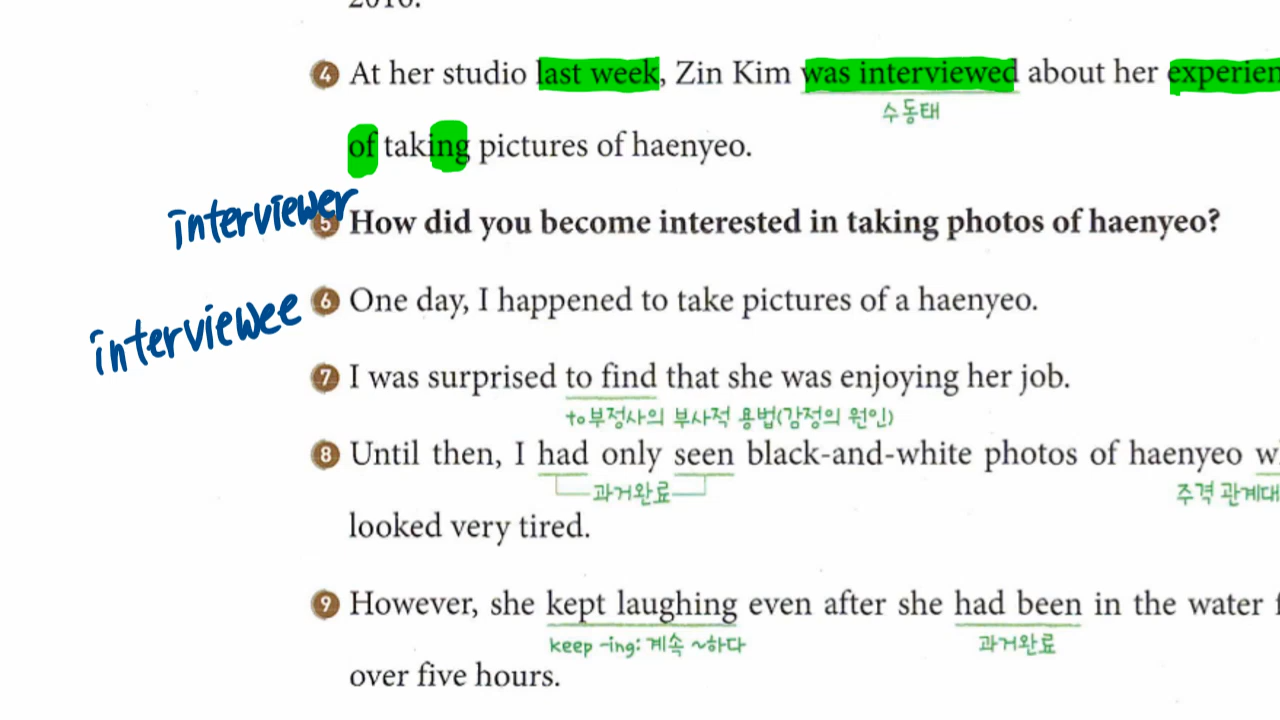 2016.
④ At her studio last week, Zin Kim was interviewed about her experien
수동태
of taking pictures of haenyeo.
interviewer
⑤ How did you become interested in taking photos of haenyeo?
interviewee
⑥ One day, I happened to take pictures of a haenyeo.
⑦ I was surprised to find that she was enjoying her job.
to부정사의 부사적 용법(감정의 원인)
⑧ Until then, I had only seen black-and-white photos of haenyeo
과거완료 주격 관계대
looked very tired.
⑨ However, she kept laughing even after she had been in the water
keep -ing: 계속 ~하다 과거완료
over five hours.